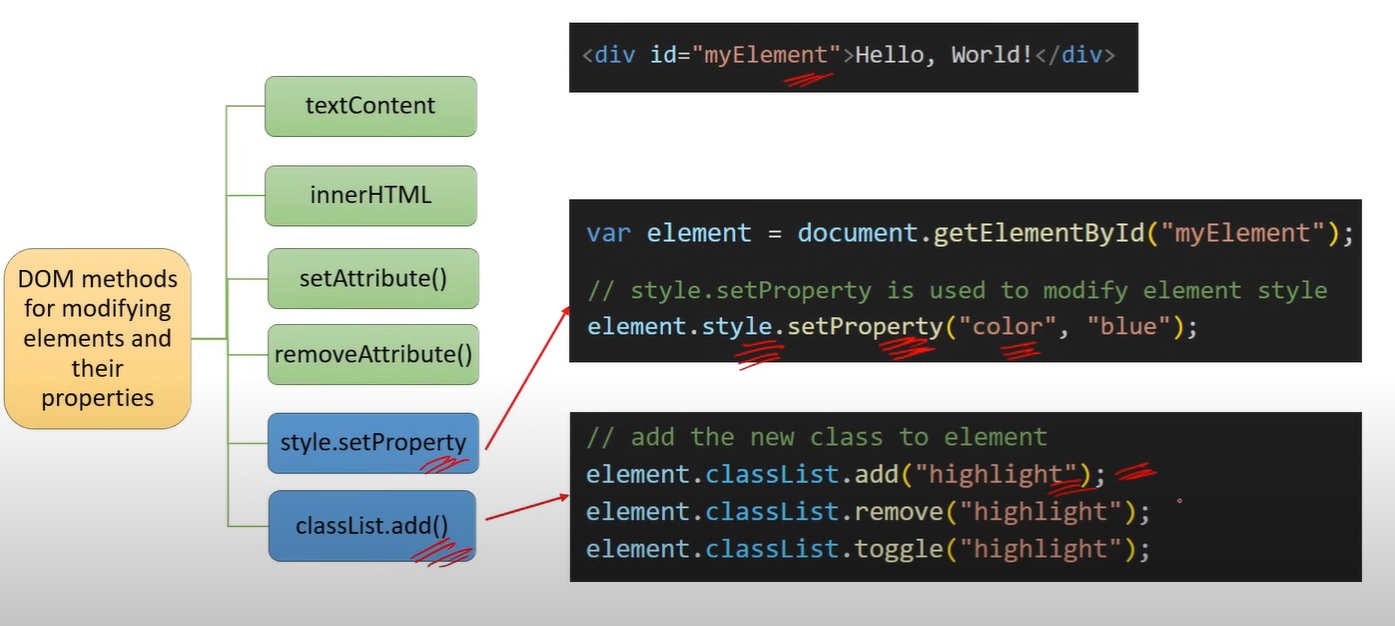 DOM methods
for modifying
elements and
their
properties
textContent
innerHTML
setAttribute()
removeAttribute()
style.setProperty
classList.add()
<div id="myElement">Hello, World!</div>
var element = document.getElementById("myElement");
// style.setProperty is used to modify element style
element.style.setProperty("color", "blue");
// add the new class to element
element.classList.add("highlight");
element.classList.remove("highlight");
element.classList.toggle("highlight");